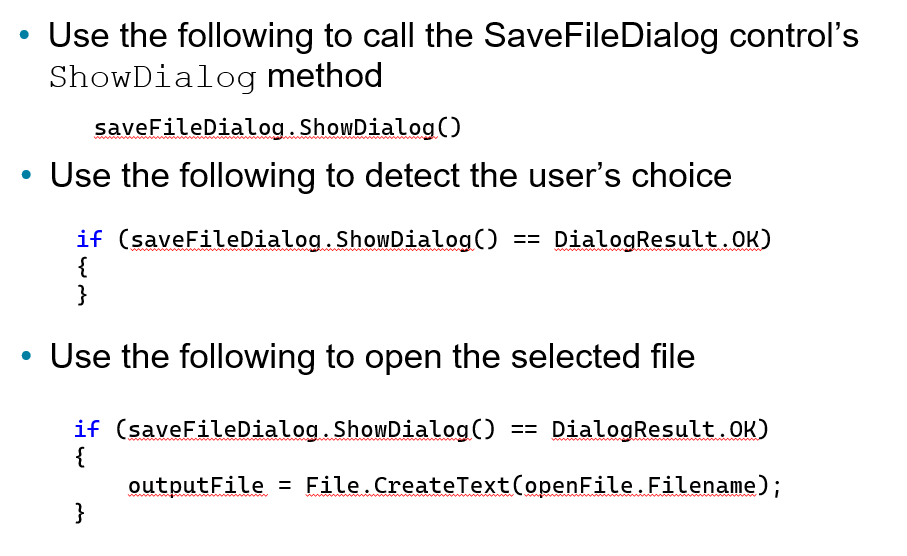 • Use the following to call the SaveFileDialog control’s
ShowDialog method
saveFileDialog.ShowDialog()
• Use the following to detect the user’s choice
if (saveFileDialog.ShowDialog() == DialogResult.OK)
{
}
• Use the following to open the selected file
if (saveFileDialog.ShowDialog() == DialogResult.OK)
{
outputFile = File.CreateText(openFile.Filename);
}